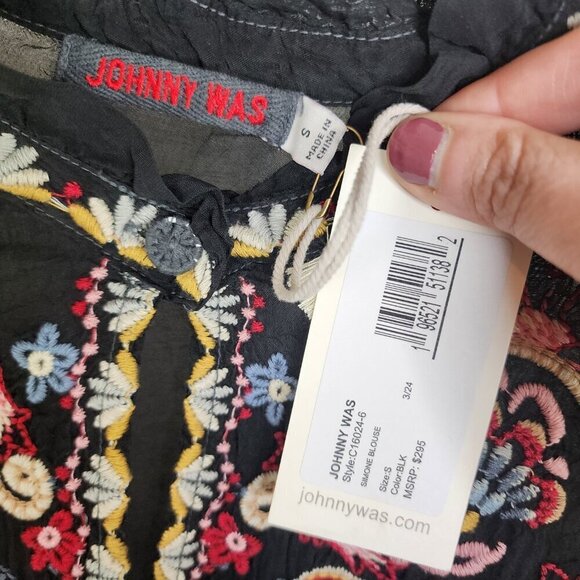 JOHNNY WAS
S
MADE IN
CHINA
1 96521 51138 2
JOHNNY WAS
Style:C16024-6
3/24
SIMONE BLOUSE
Size:S
Color:BLK
MSRP: $295
johnnywas.com